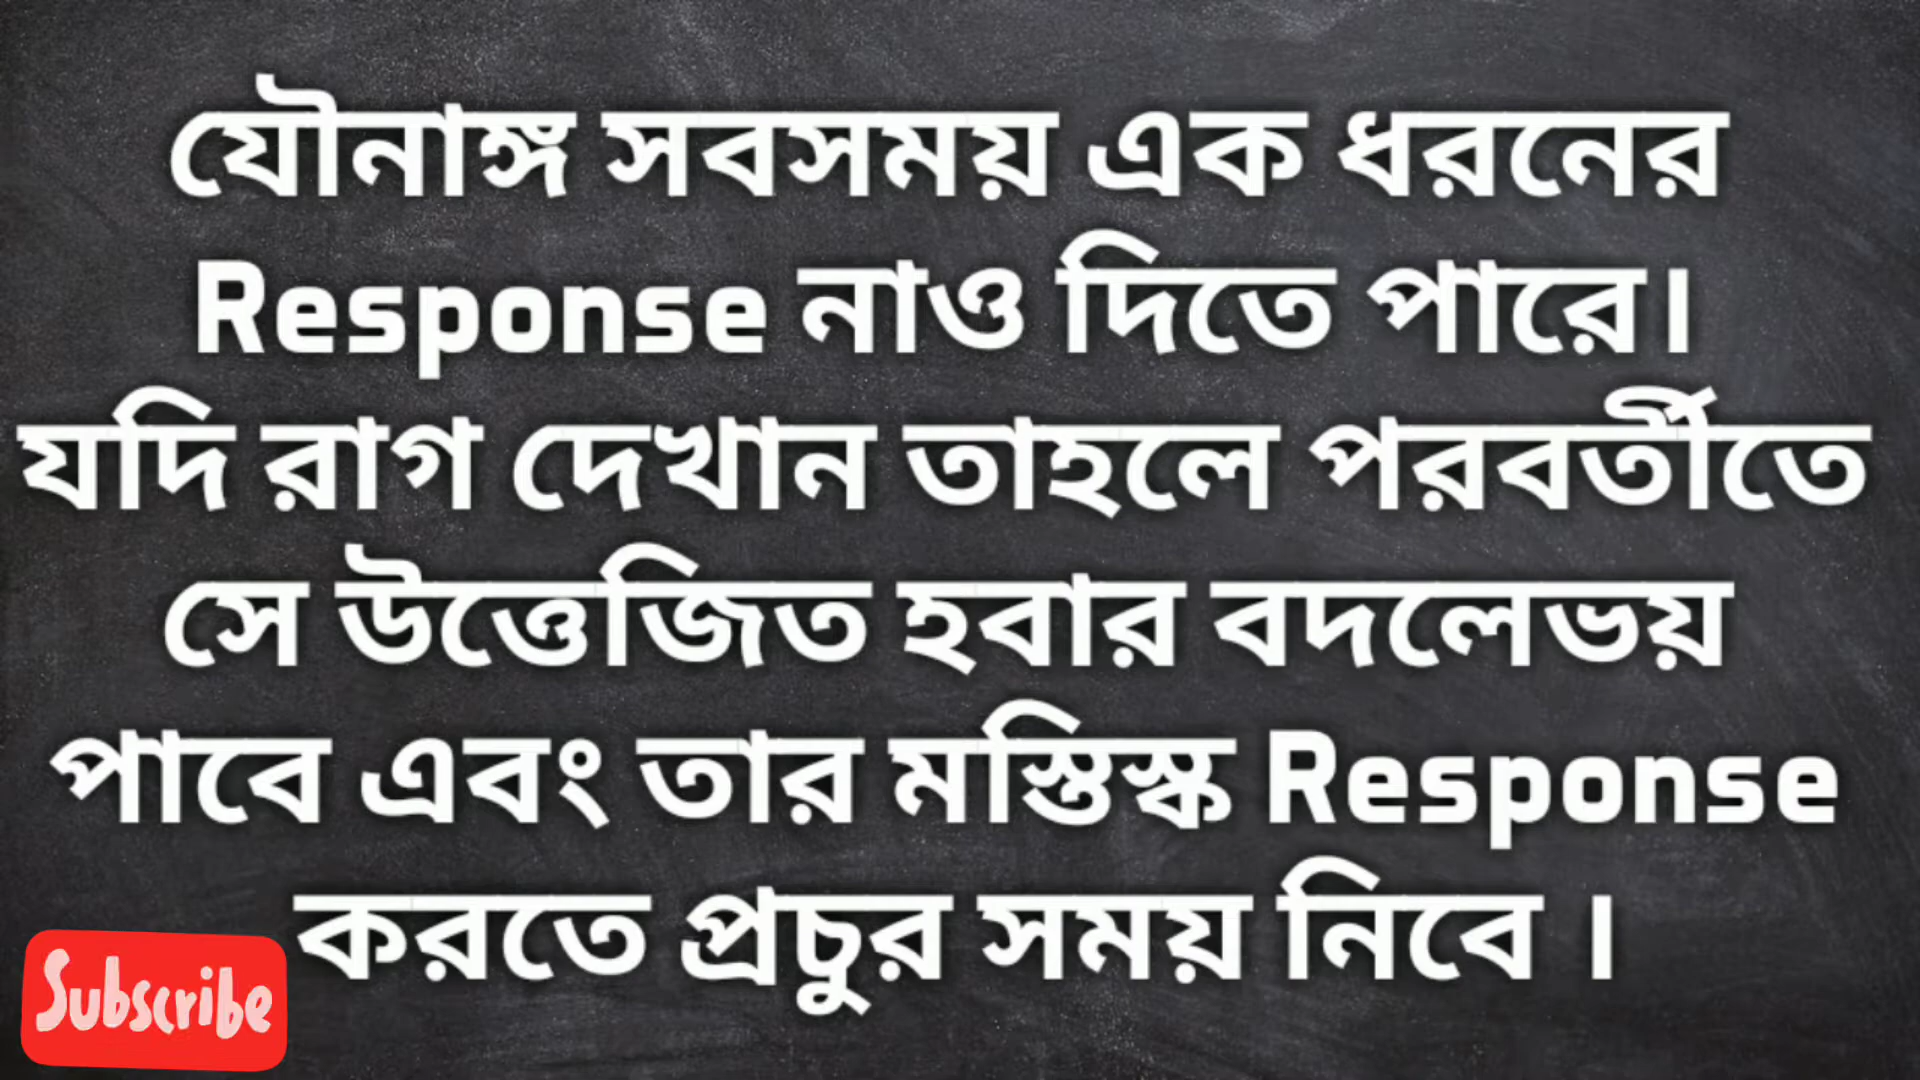 যৌনাঙ্গ সবসময় এক ধরনের
Response নাও দিতে পারে।
যদি রাগ দেখান তাহলে পরবর্তীতে
সে উত্তেজিত হবার বদলেভয়
পাবে এবং তার মস্তিস্ক Response
করতে প্রচুর সময় নিবে ।
Subscribe